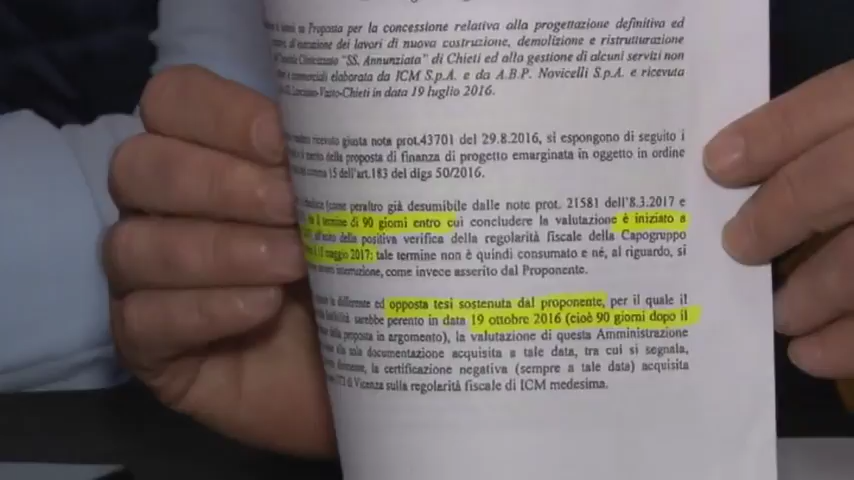 su Proposta per la concessione relativa alla progettazione definitiva ed
dei lavori di nuova costruzione, demolizione e ristrutturazione
"SS. Annunziata" di Chieti ed alla gestione di alcuni servizi non
commerciali elaborata da ICM S.p.A. e da A.B.P. Novicelli S.p.A. e ricevuta
Lanciano-Vasto-Chieti in data 19 luglio 2016.
ricevuto giusta nota prot.43701 del 29.8.2016, si espongono di seguito i
della proposta di finanza di progetto emarginata in oggetto in ordine
comma 15 dell'art.183 del dlgs 50/2016.
(come peraltro già desumibile dalle note prot. 21581 dell'8.3.2017 e
il termine di 90 giorni entro cui concludere la valutazione è iniziato a
della positiva verifica della regolarità fiscale della Capogruppo
maggio 2017: tale termine non è quindi consumato e né, al riguardo, si
interruzione, come invece asserito dal Proponente.
differente ed opposta tesi sostenuta dal proponente, per il quale il
sarebbe perento in data 19 ottobre 2016 (cioè 90 giorni dopo il
della proposta in argomento), la valutazione di questa Amministrazione
sola documentazione acquisita a tale data, tra cui si segnala,
la certificazione negativa (sempre a tale data) acquisita
di Vicenza sulla regolarità fiscale di ICM medesima.